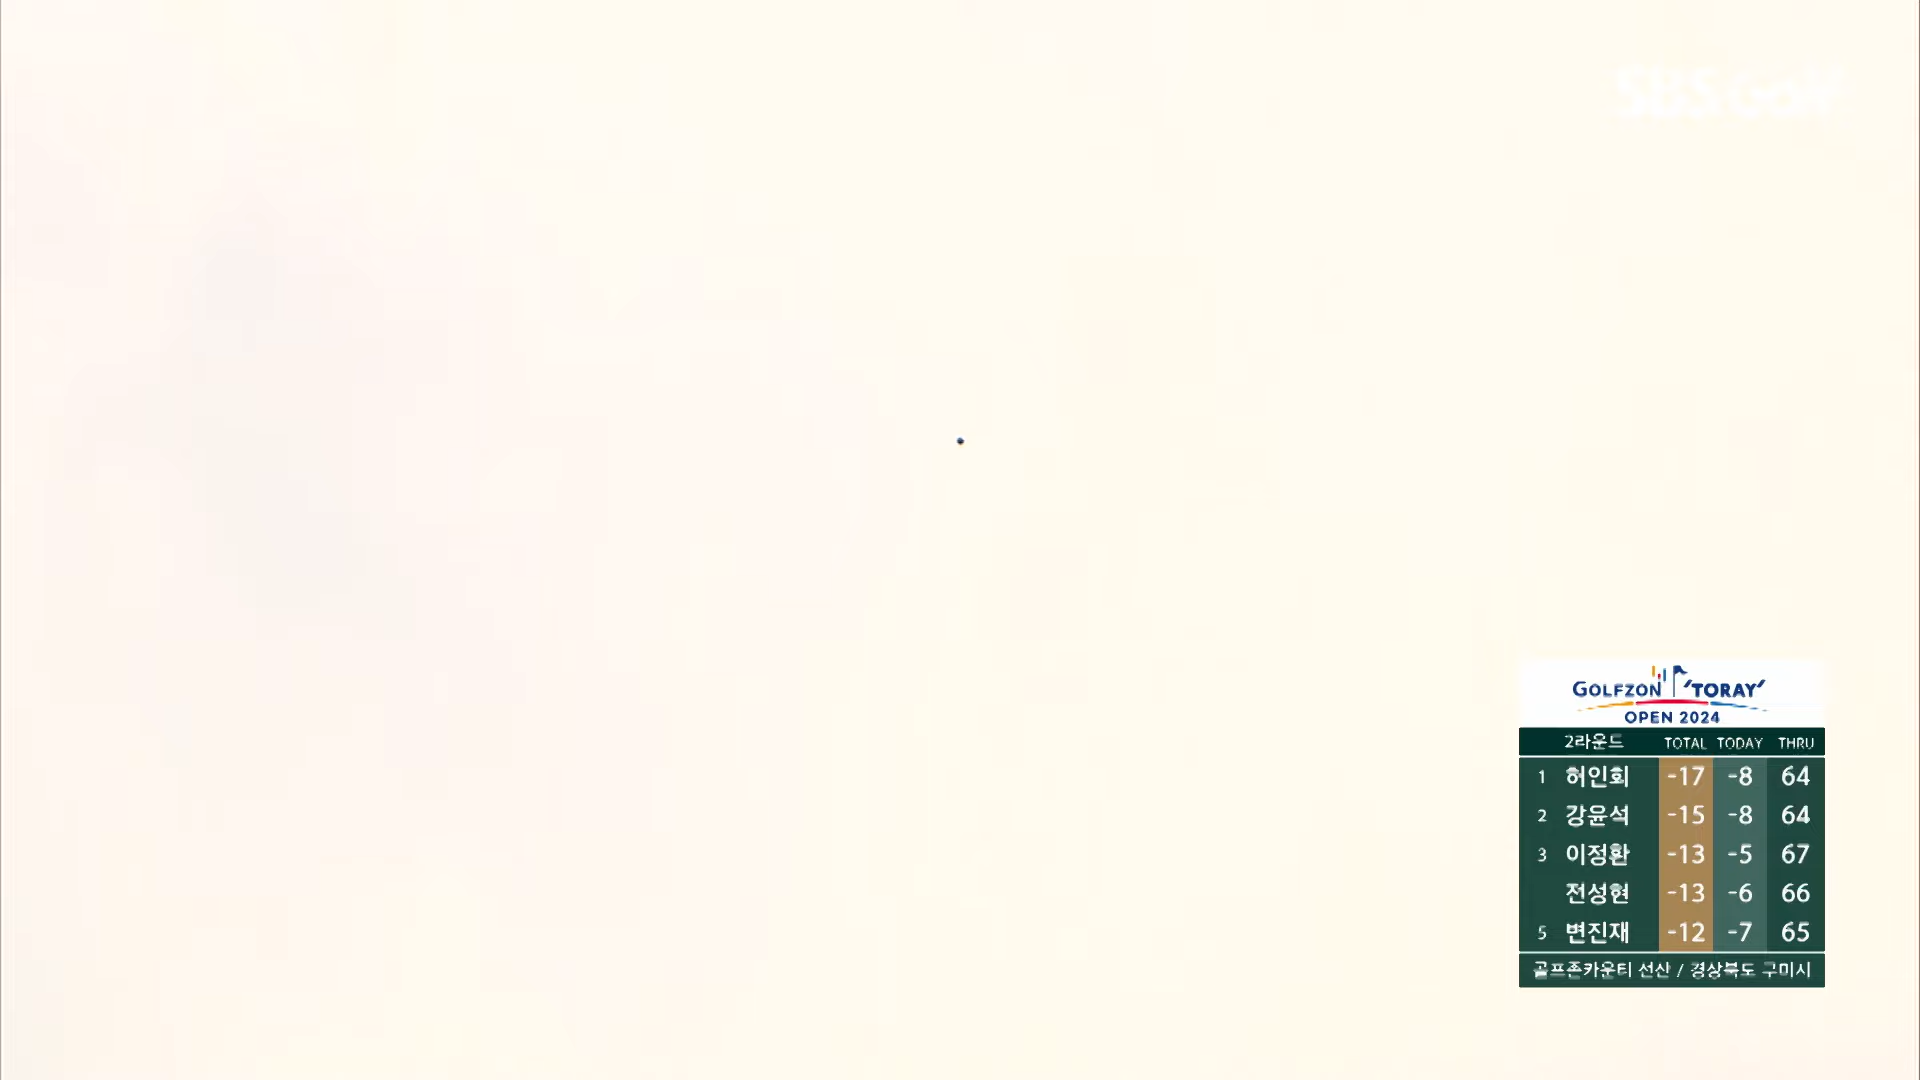 SBS Golf
GOLFZON 'TORAY'
OPEN 2024
2라운드 TOTAL TODAY THRU
1 허인회 -17 -8 64
2 강윤석 -15 -8 64
3 이정환 -13 -5 67
전성현 -13 -6 66
5 변진재 -12 -7 65
골프존카운티 선산 / 경상북도 구미시